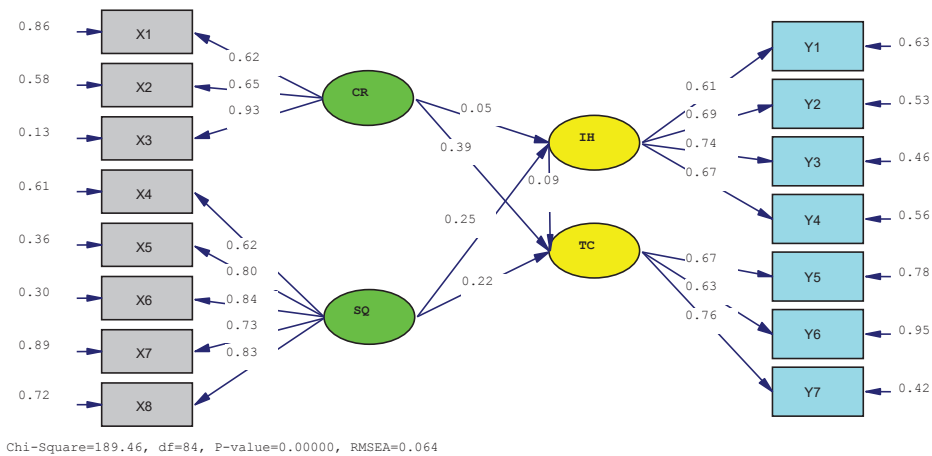 0.86
X1
0.62
0.58
X2
0.65
0.93
0.13
X3
0.61
X4
0.36
X5
0.62
0.80
0.30
X6
0.84
0.73
0.89
X7
0.83
0.72
X8
CR
SQ
0.05
0.39
0.25
0.22
0.09
IH
TC
0.61
0.69
0.74
0.67
0.67
0.63
0.76
Y1
0.63
Y2
0.53
Y3
0.46
Y4
0.56
Y5
0.78
Y6
0.95
Y7
0.42
Chi-Square=189.46, df=84, P-value=0.00000, RMSEA=0.064